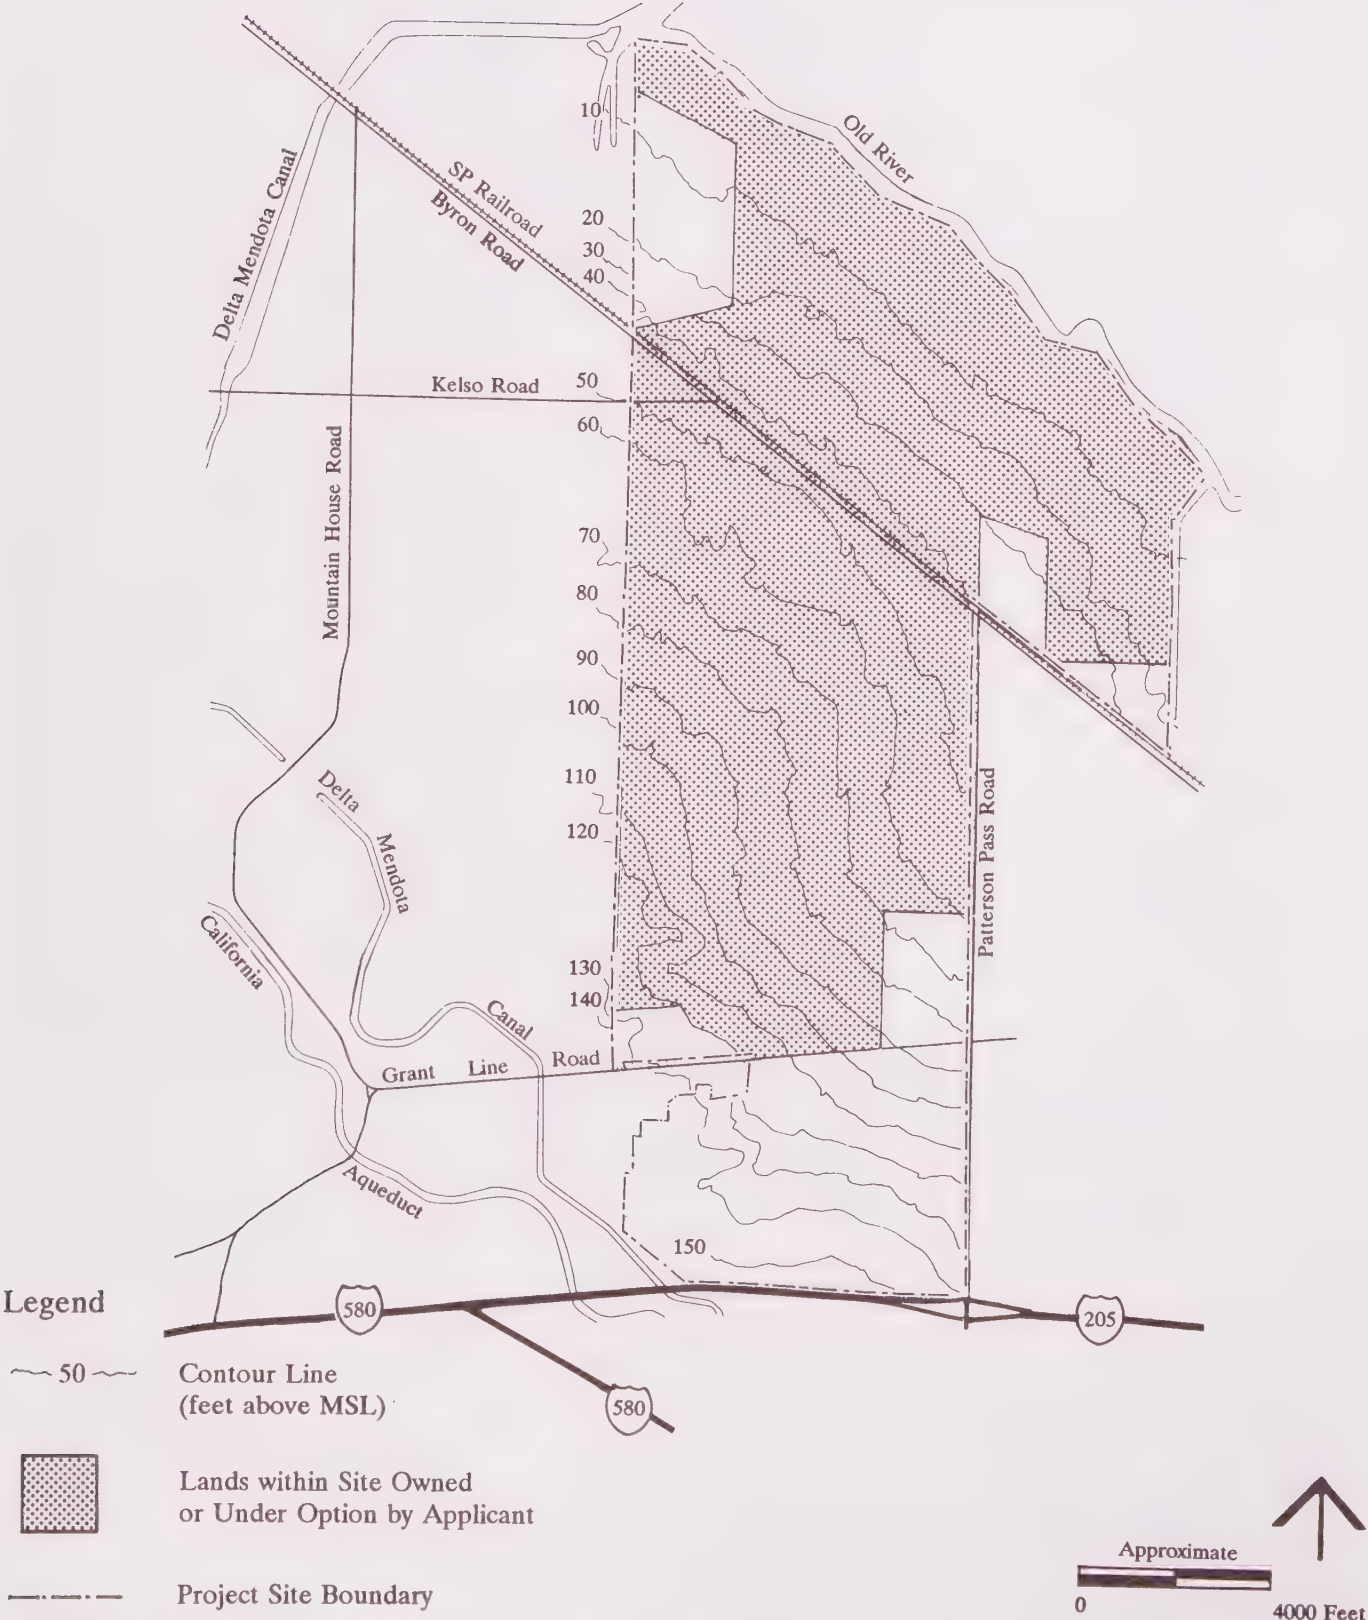 Old River
10
Delta Mendota Canal
SP Railroad
Byron Road
20
30
40
Kelso Road
50
60
Mountain House Road
70
80
90
100
110
120
Delta
Mendota
Patterson Pass Road
California
130
140
Canal
Grant Line Road
Aqueduct
150
Legend
580
205
50
Contour Line
(feet above MSL)
580
Lands within Site Owned
or Under Option by Applicant
Approximate
Project Site Boundary
0
4000 Feet